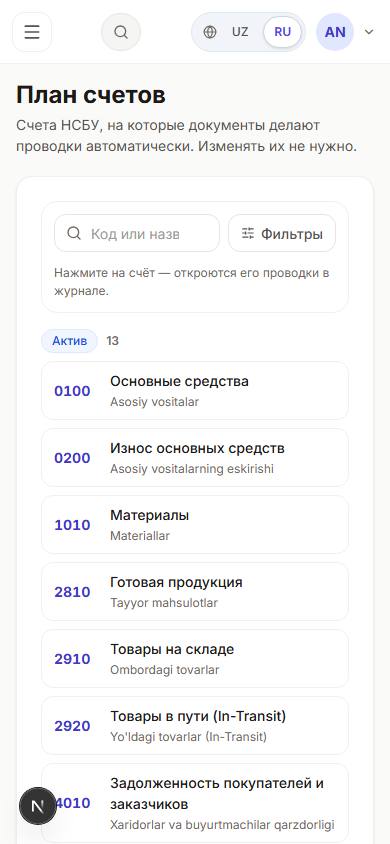 UZ RU AN
План счетов
Счета НСБУ, на которые документы делают
проводки автоматически. Изменять их не нужно.
Код или назв
Фильтры
Нажмите на счёт — откроются его проводки в
журнале.
Актив 13
0100 Основные средства
Asosiy vositalar
0200 Износ основных средств
Asosiy vositalarning eskirishi
1010 Материалы
Materiallar
2810 Готовая продукция
Tayyor mahsulotlar
2910 Товары на складе
Ombordagi tovarlar
2920 Товары в пути (In-Transit)
Yo'ldagi tovarlar (In-Transit)
N 4010 Задолженность покупателей и
заказчиков
Xaridorlar va buyurtmachilar qarzdorligi